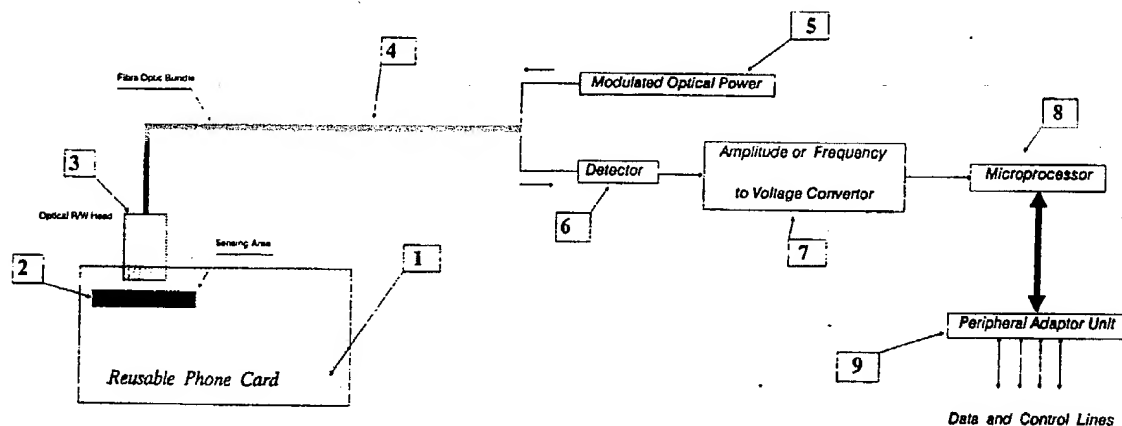 5
4
Fibre Optic Bundle
Modulated Optical Power
8
3
Amplitude or Frequency
to Voltage Convertor
Detector
Microprocessor
Optical R/W Head
6
Sensing Area
7
2
1
Peripheral Adaptor Unit
9
Reusable Phone Card
Data and Control Lines